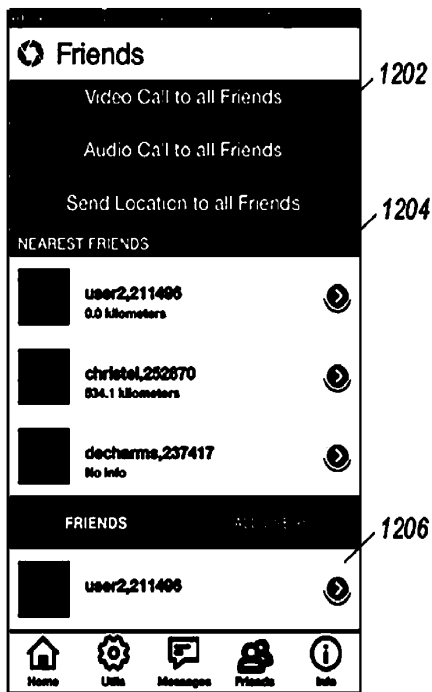 Friends
1202
Video Call to all Friends
Audio Call to all Friends
Send Location to all Friends
1204
NEAREST FRIENDS
user2,211496
0.0 kilometers
christel,252670
534.1 kilometers
decharms,237417
No info
FRIENDS
1206
user2,211496
Home
Utils
Messages
Friends
Info